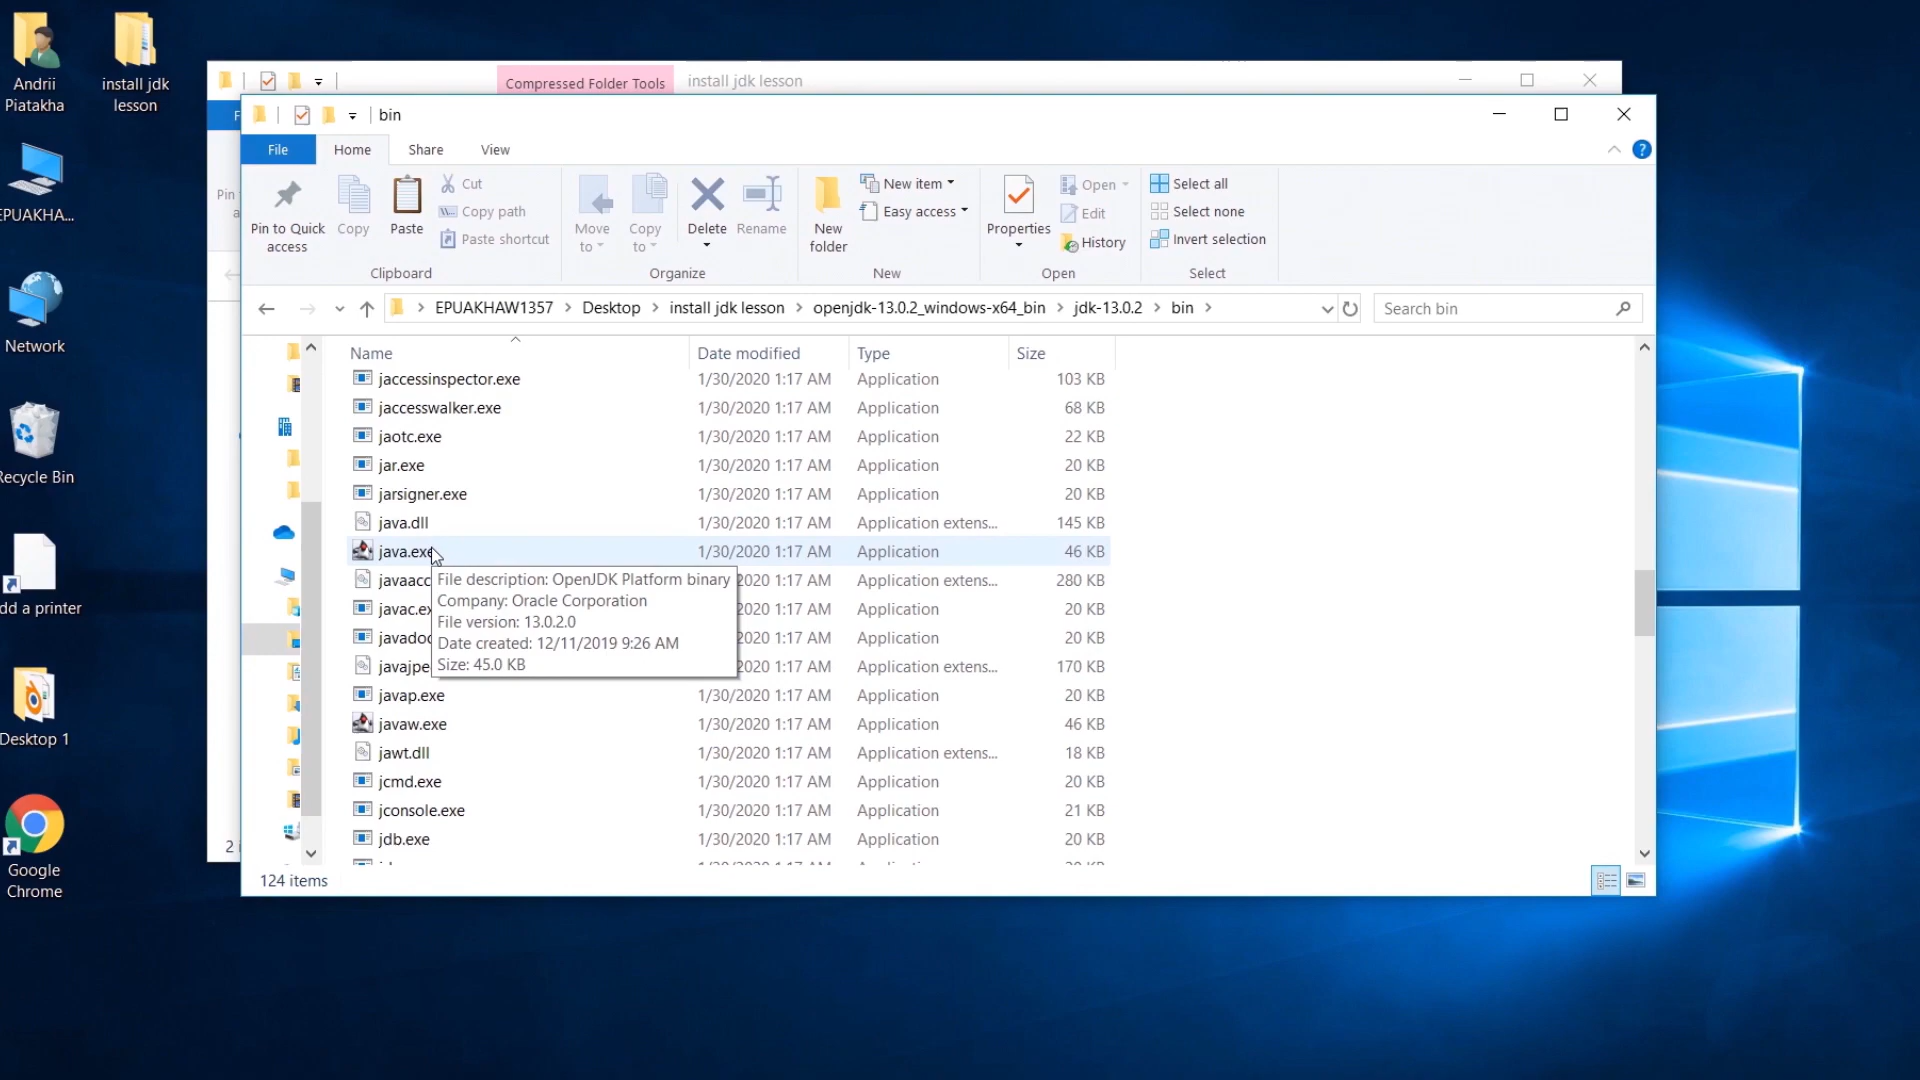 Andrii
Piatakha
install jdk
lesson
EPUAKHA...
Network
Recycle Bin
dd a printer
Desktop 1
Google
Chrome
Compressed Folder Tools
install jdk lesson
F
Pin
a
2 i
bin
File
Home
Share
View
Pin to Quick
access
Copy
Paste
Cut
Copy path
Paste shortcut
Clipboard
Move
to
Copy
to
Delete
Rename
Organize
New
folder
New item
Easy access
New
Properties
Open
Edit
History
Open
Select all
Select none
Invert selection
Select
EPUAKHAW1357 > Desktop > install jdk lesson > openjdk-13.0.2_windows-x64_bin > jdk-13.0.2 > bin >
Search bin
Name Date modified Type Size
jaccessinspector.exe 1/30/2020 1:17 AM Application 103 KB
jaccesswalker.exe 1/30/2020 1:17 AM Application 68 KB
jaotc.exe 1/30/2020 1:17 AM Application 22 KB
jar.exe 1/30/2020 1:17 AM Application 20 KB
jarsigner.exe 1/30/2020 1:17 AM Application 20 KB
java.dll 1/30/2020 1:17 AM Application extens... 145 KB
java.exe 1/30/2020 1:17 AM Application 46 KB
javaacc 1:17 AM Application extens... 280 KB
javac.ex 1:17 AM Application 20 KB
javadoc 1:17 AM Application 20 KB
javajpe 1:17 AM Application extens... 170 KB
File description: OpenJDK Platform binary
Company: Oracle Corporation
File version: 13.0.2.0
Date created: 12/11/2019 9:26 AM
Size: 45.0 KB
javap.exe 1/30/2020 1:17 AM Application 20 KB
javaw.exe 1/30/2020 1:17 AM Application 46 KB
jawt.dll 1/30/2020 1:17 AM Application extens... 18 KB
jcmd.exe 1/30/2020 1:17 AM Application 20 KB
jconsole.exe 1/30/2020 1:17 AM Application 21 KB
jdb.exe 1/30/2020 1:17 AM Application 20 KB
124 items